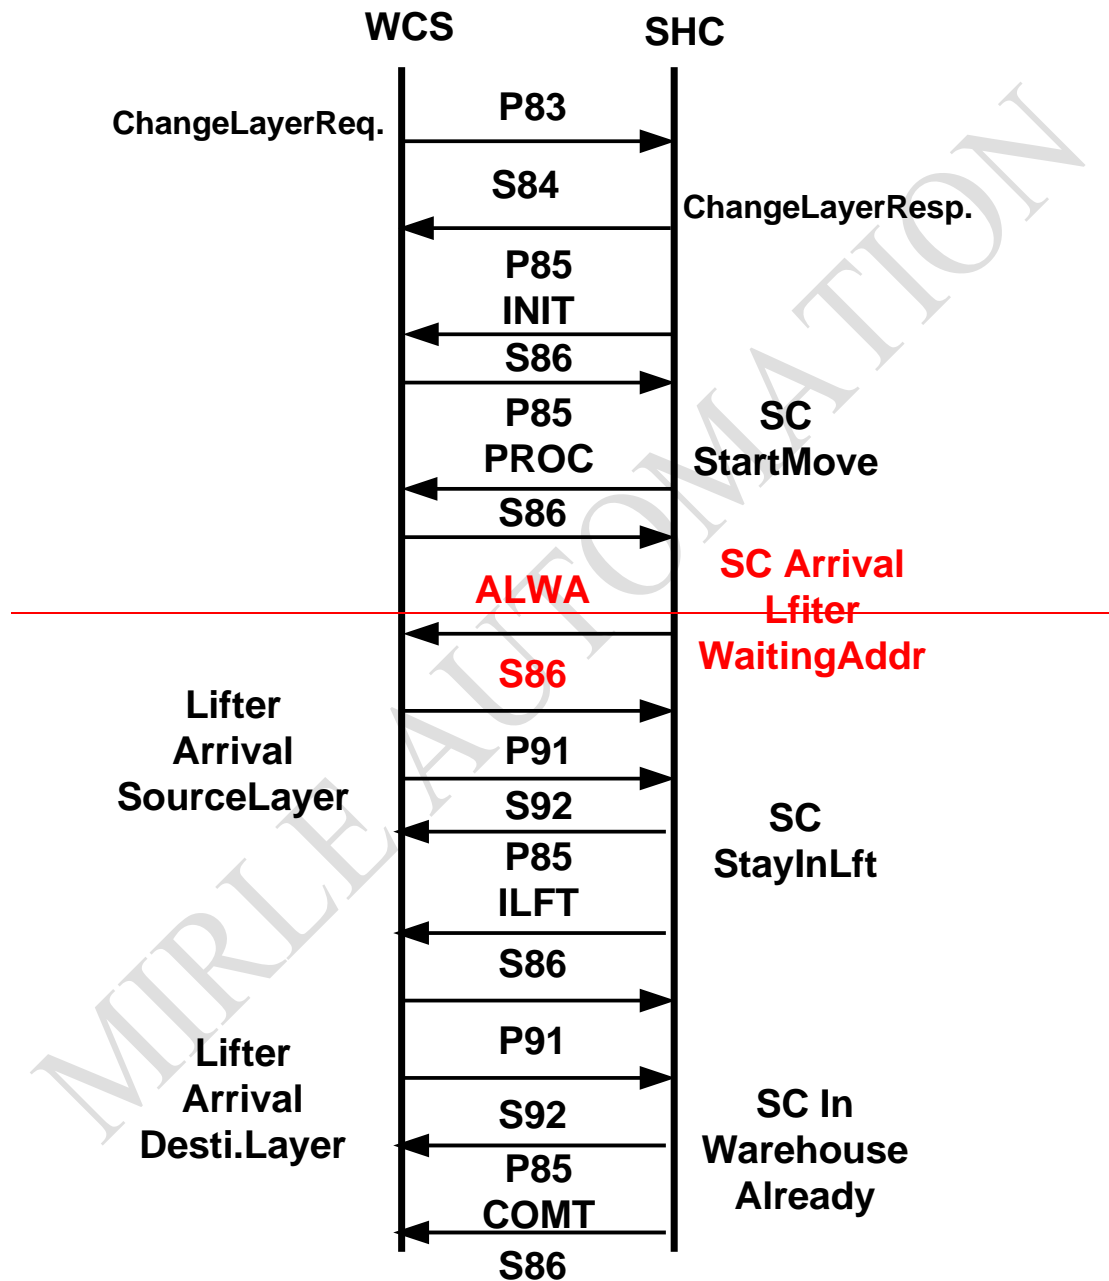 WCS
SHC
P83
ChangeLayerReq.
S84
ChangeLayerResp.
P85
INIT
S86
P85
SC
PROC
StartMove
S86
SC Arrival
ALWA
Lfiter
WaitingAddr
S86
Lifter
Arrival
SourceLayer
P91
S92
SC
StayInLft
P85
ILFT
S86
P91
Lifter
Arrival
Desti.Layer
S92
SC In
Warehouse
Already
P85
COMT
S86
MIRLE AUTOMATION